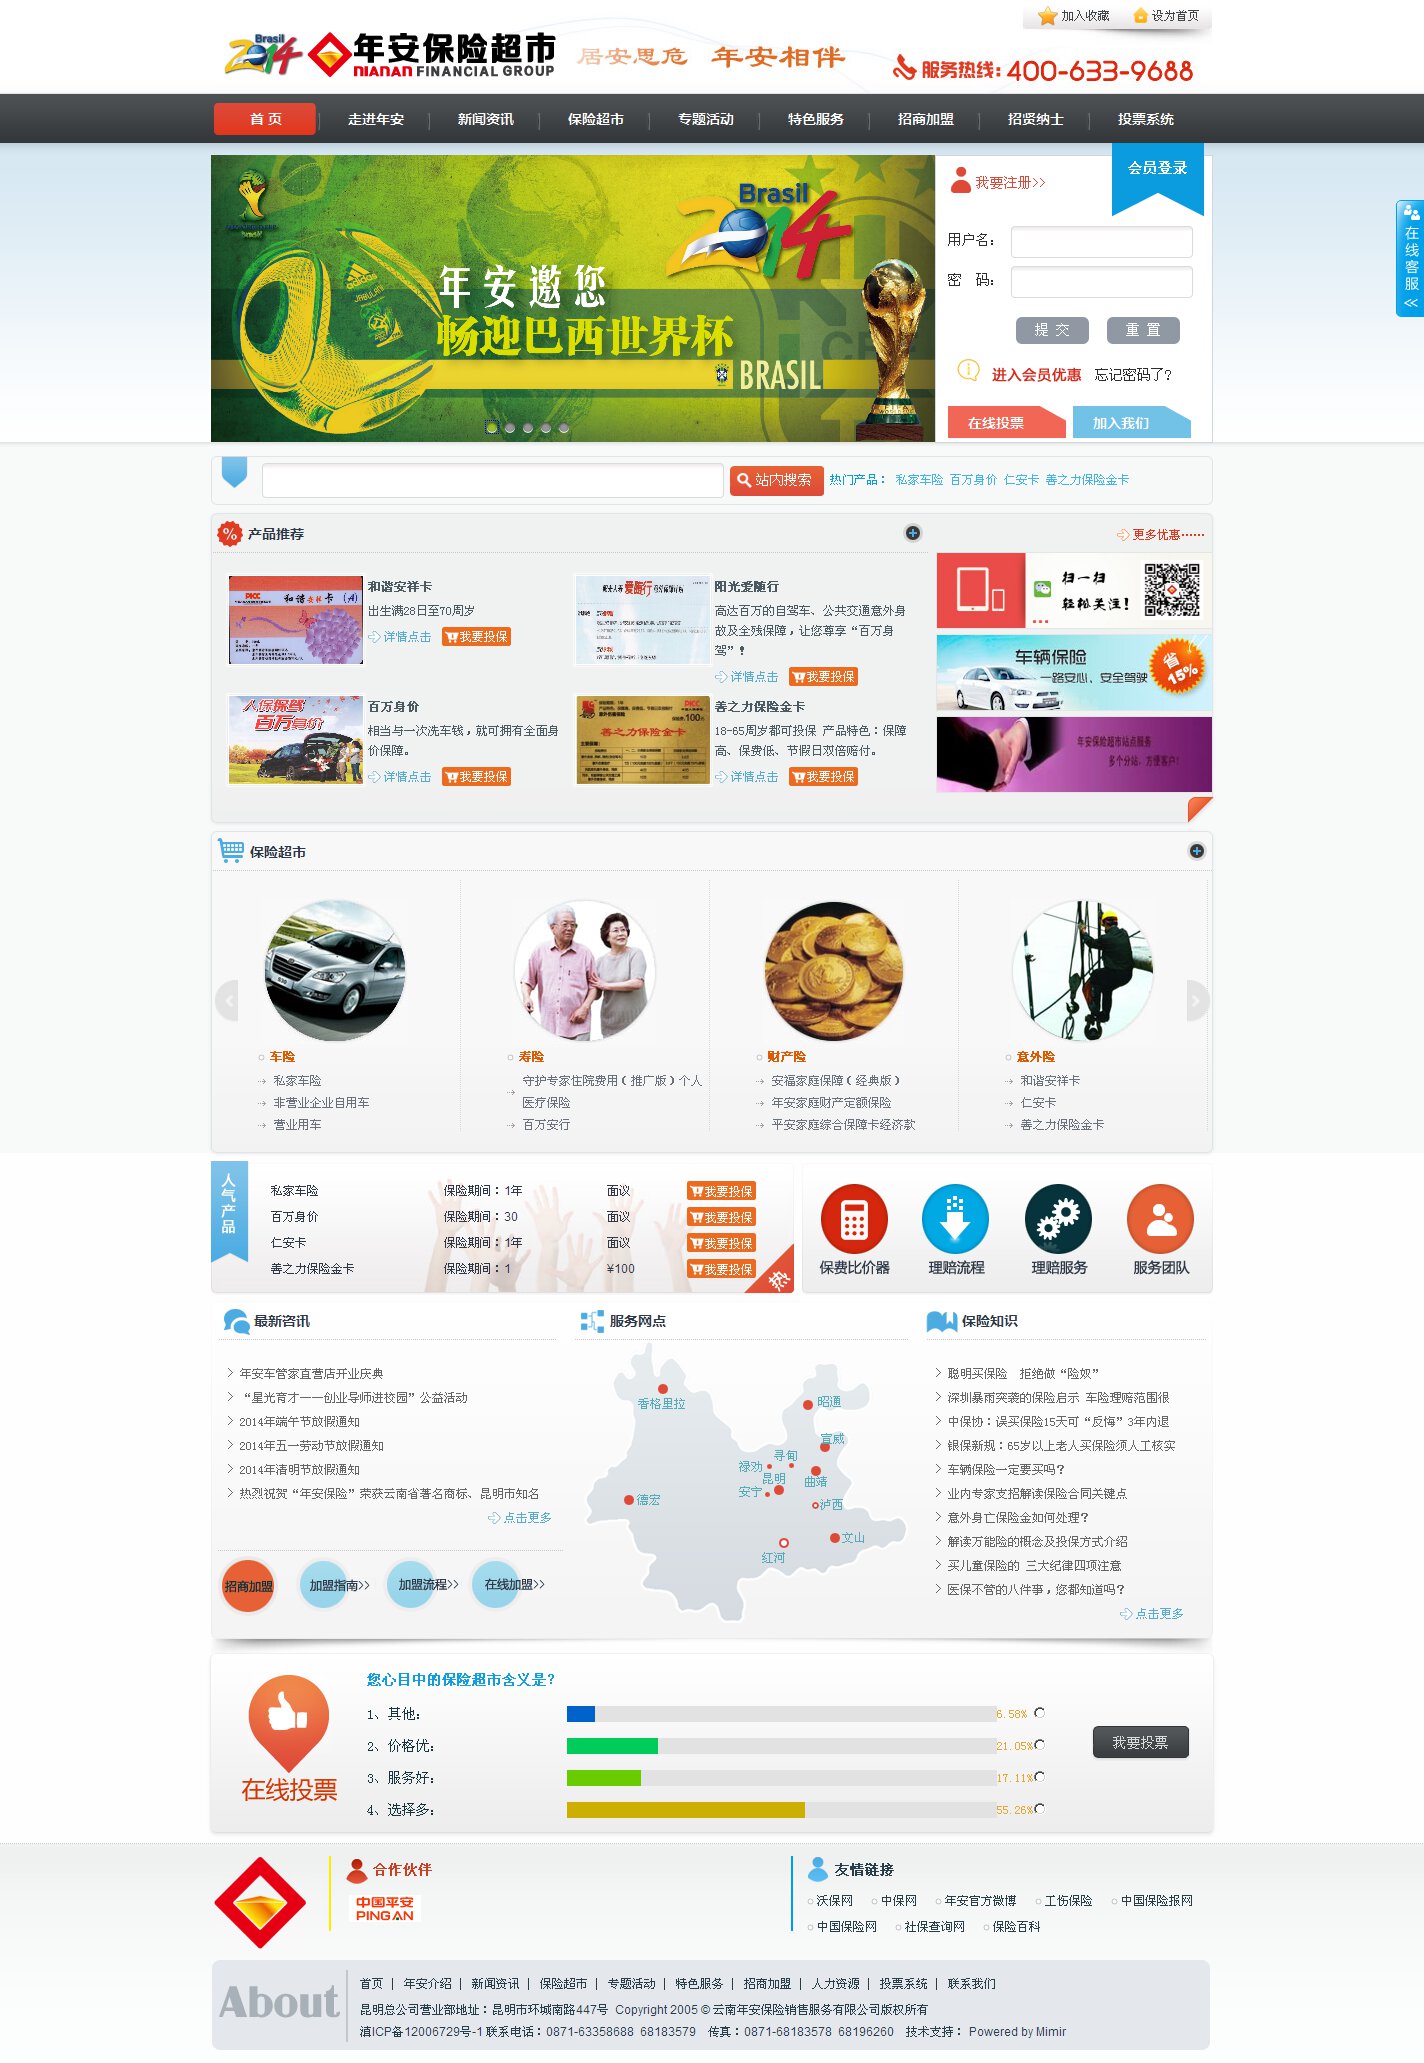 加入收藏 设为首页
Brasil 2014 年安保险超市 NIANAN FINANCIAL GROUP
居安思危 年安相伴
服务热线: 400-633-9688
首 页 走进年安 新闻资讯 保险超市 专题活动 特色服务 招商加盟 招贤纳士 投票系统
Brasil
2014
年安邀您
畅迎巴西世界杯
BRASIL
我要注册>>
会员登录
用户名：
密 码：
提 交 重 置
进入会员优惠 忘记密码了?
在线投票 加入我们
在线客服
站内搜索 热门产品： 私家车险 百万身价 仁安卡 善之力保险金卡
产品推荐
更多优惠······
和谐安祥卡
出生满28日至70周岁
详情点击 我要投保
阳光爱随行
高达百万的自驾车、公共交通意外身
故及全残保障，让您尊享“百万身
驾”！
详情点击 我要投保
百万身价
相当与一次洗车钱，就可拥有全面身
价保障。
详情点击 我要投保
善之力保险金卡
18-65周岁都可投保 产品特色：保障
高、保费低、节假日双倍赔付。
详情点击 我要投保
PICC 和谐安祥卡 (A)
人保保驾
百万身价
善之力保险金卡
扫一扫
轻松关注！
车辆保险
一路安心、安全驾驶
省15%
年安保险超市站点服务
多个分站，方便客户！
保险超市
车险
私家车险
非营业企业自用车
营业用车
寿险
守护专家住院费用（推广版）个人
医疗保险
百万安行
财产险
安福家庭保障（经典版）
年安家庭财产定额保险
平安家庭综合保障卡经济款
意外险
和谐安祥卡
仁安卡
善之力保险金卡
人气产品
私家车险 保险期间：1年 面议 我要投保
百万身价 保险期间：30 面议 我要投保
仁安卡 保险期间：1年 面议 我要投保
善之力保险金卡 保险期间：1 ¥100 我要投保
热
保费比价器 理赔流程 理赔服务 服务团队
最新咨讯
年安车管家直营店开业庆典
“星光育才——创业导师进校园”公益活动
2014年端午节放假通知
2014年五一劳动节放假通知
2014年清明节放假通知
热烈祝贺“年安保险”荣获云南省著名商标、昆明市知名
点击更多
招商加盟 加盟指南>> 加盟流程>> 在线加盟>>
服务网点
香格里拉
昭通
宣威
寻甸
禄劝
昆明
曲靖
安宁
德宏
泸西
文山
红河
保险知识
聪明买保险 拒绝做“险奴”
深圳暴雨突袭的保险启示 车险理赔范围很
中保协：误买保险15天可“反悔”3年内退
银保新规：65岁以上老人买保险须人工核实
车辆保险一定要买吗？
业内专家支招解读保险合同关键点
意外身亡保险金如何处理？
解读万能险的概念及投保方式介绍
买儿童保险的 三大纪律四项注意
医保不管的八件事，您都知道吗？
点击更多
在线投票
您心目中的保险超市含义是?
1、其他： 6.58%
2、价格优： 21.05%
3、服务好： 17.11%
4、选择多： 55.26%
我要投票
合作伙伴
中国平安
PING AN
友情链接
沃保网 中保网 年安官方微博 工伤保险 中国保险报网
中国保险网 社保查询网 保险百科
About
首页 | 年安介绍 | 新闻资讯 | 保险超市 | 专题活动 | 特色服务 | 招商加盟 | 人力资源 | 投票系统 | 联系我们
昆明总公司营业部地址：昆明市环城南路447号 Copyright 2005 © 云南年安保险销售服务有限公司版权所有
滇ICP备12006729号-1 联系电话：0871-63358688 68183579 传真：0871-68183578 68196260 技术支持： Powered by Mimir